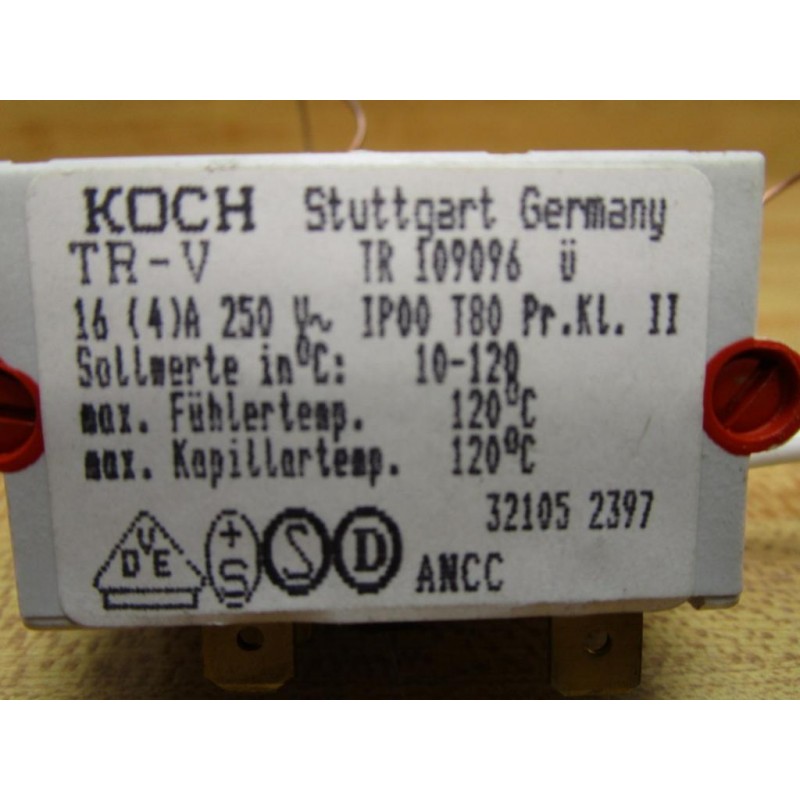 KOCH Stuttgart Germany
TR-V TR 109096 Ü
16 (4)A 250 V~ IP00 T80 Pr.Kl. II
Sollwerte in°C: 10-120
max. Fühlertemp. 120°C
max. Kapillartemp. 120°C
32105 2397
DVE +S S D ANCC